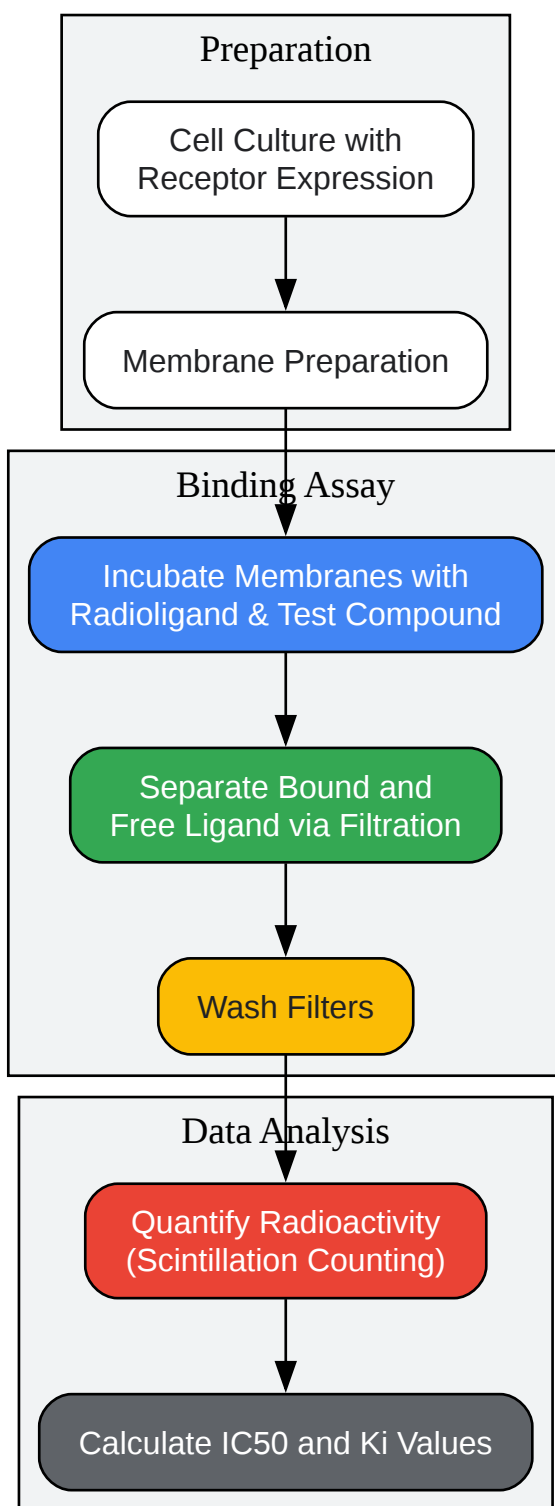 Preparation
Cell Culture with
Receptor Expression
Membrane Preparation
Binding Assay
Incubate Membranes with
Radioligand & Test Compound
Separate Bound and
Free Ligand via Filtration
Wash Filters
Data Analysis
Quantify Radioactivity
(Scintillation Counting)
Calculate IC50 and Ki Values